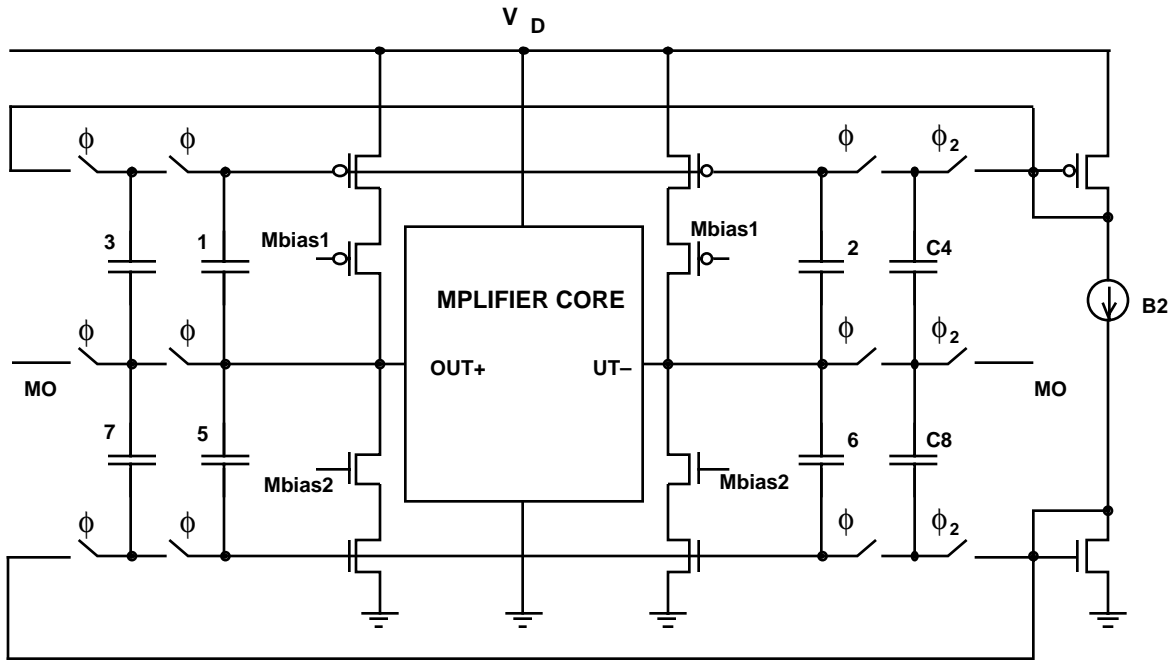 V D
ϕ ϕ ϕ ϕ2
3 1 Mbias1 Mbias1 2 C4
MPLIFIER CORE
B2
ϕ ϕ ϕ ϕ2
OUT+ UT–
MO MO
7 5 6 C8
Mbias2 Mbias2
ϕ ϕ ϕ ϕ2